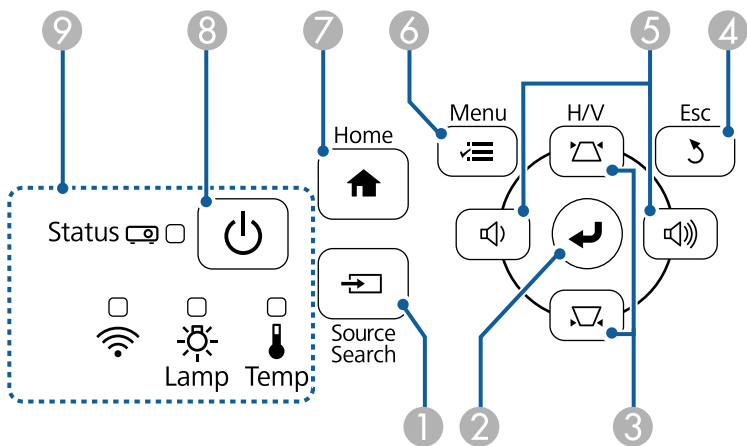 9 8 7 6 5 4
Menu H/V Esc
Home
Status
Source
Search
Lamp Temp
1 2 3